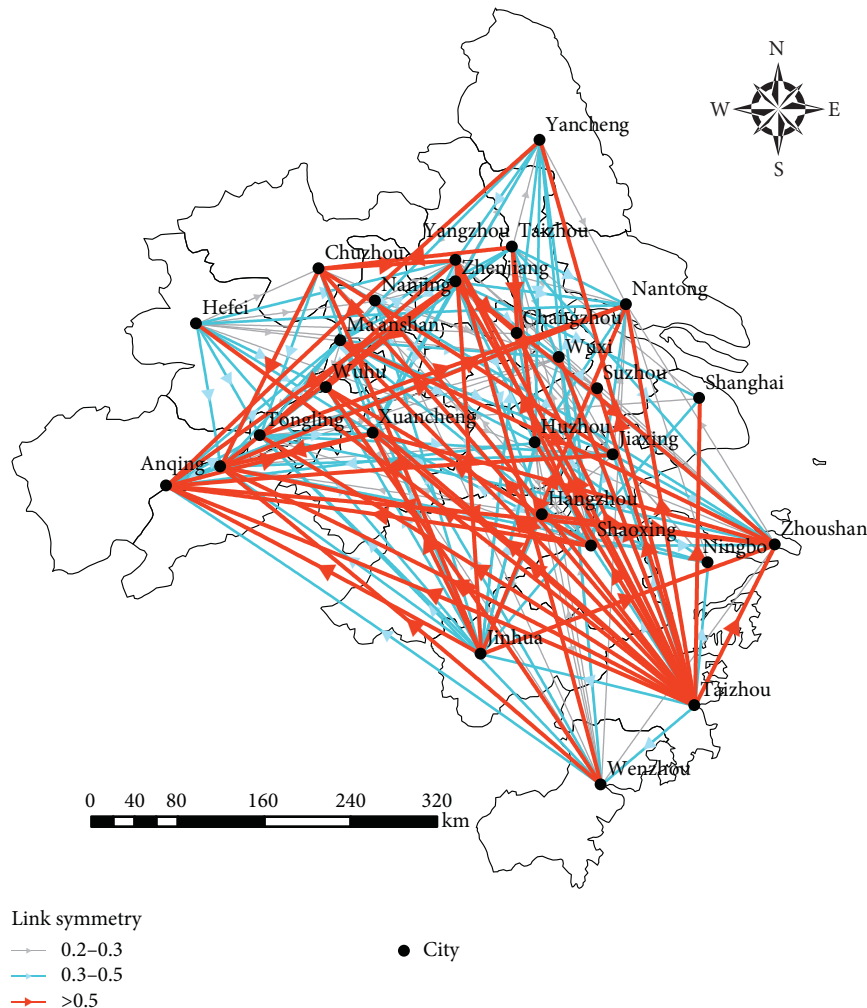 N
W E
S
Yancheng
Yangzhou Taizhou
Chuzhou
Zhenjiang
Nanjing
Nantong
Hefei
Changzhou
Ma'anshan
Wuxi
Wuhu
Suzhou
Shanghai
Tongling
Xuancheng
Huzhou
Jiaxing
Anqing
Hangzhou
Shaoxing
Zhoushan
Ningbo
Jinhua
Taizhou
Wenzhou
0 40 80 160 240 320
km
Link symmetry
0.2–0.3
0.3–0.5
>0.5
City